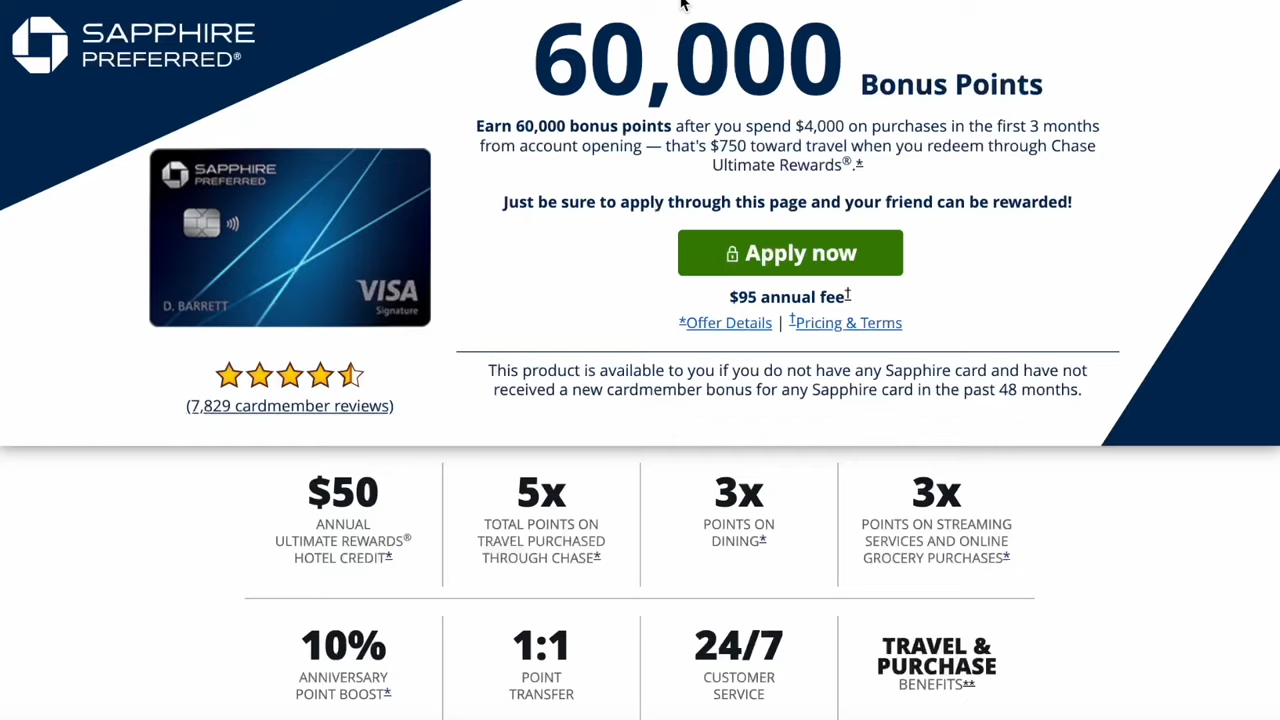 SAPPHIRE
PREFERRED®
60,000 Bonus Points
Earn 60,000 bonus points after you spend $4,000 on purchases in the first 3 months
from account opening — that's $750 toward travel when you redeem through Chase
Ultimate Rewards®.*
Just be sure to apply through this page and your friend can be rewarded!
SAPPHIRE
PREFERRED
VISA
Signature
D. BARRETT
Apply now
$95 annual fee†
*Offer Details | †Pricing & Terms
(7,829 cardmember reviews)
This product is available to you if you do not have any Sapphire card and have not
received a new cardmember bonus for any Sapphire card in the past 48 months.
$50
ANNUAL
ULTIMATE REWARDS®
HOTEL CREDIT*
5x
TOTAL POINTS ON
TRAVEL PURCHASED
THROUGH CHASE*
3x
POINTS ON
DINING*
3x
POINTS ON STREAMING
SERVICES AND ONLINE
GROCERY PURCHASES*
10%
ANNIVERSARY
POINT BOOST*
1:1
POINT
TRANSFER
24/7
CUSTOMER
SERVICE
TRAVEL &
PURCHASE
BENEFITS**